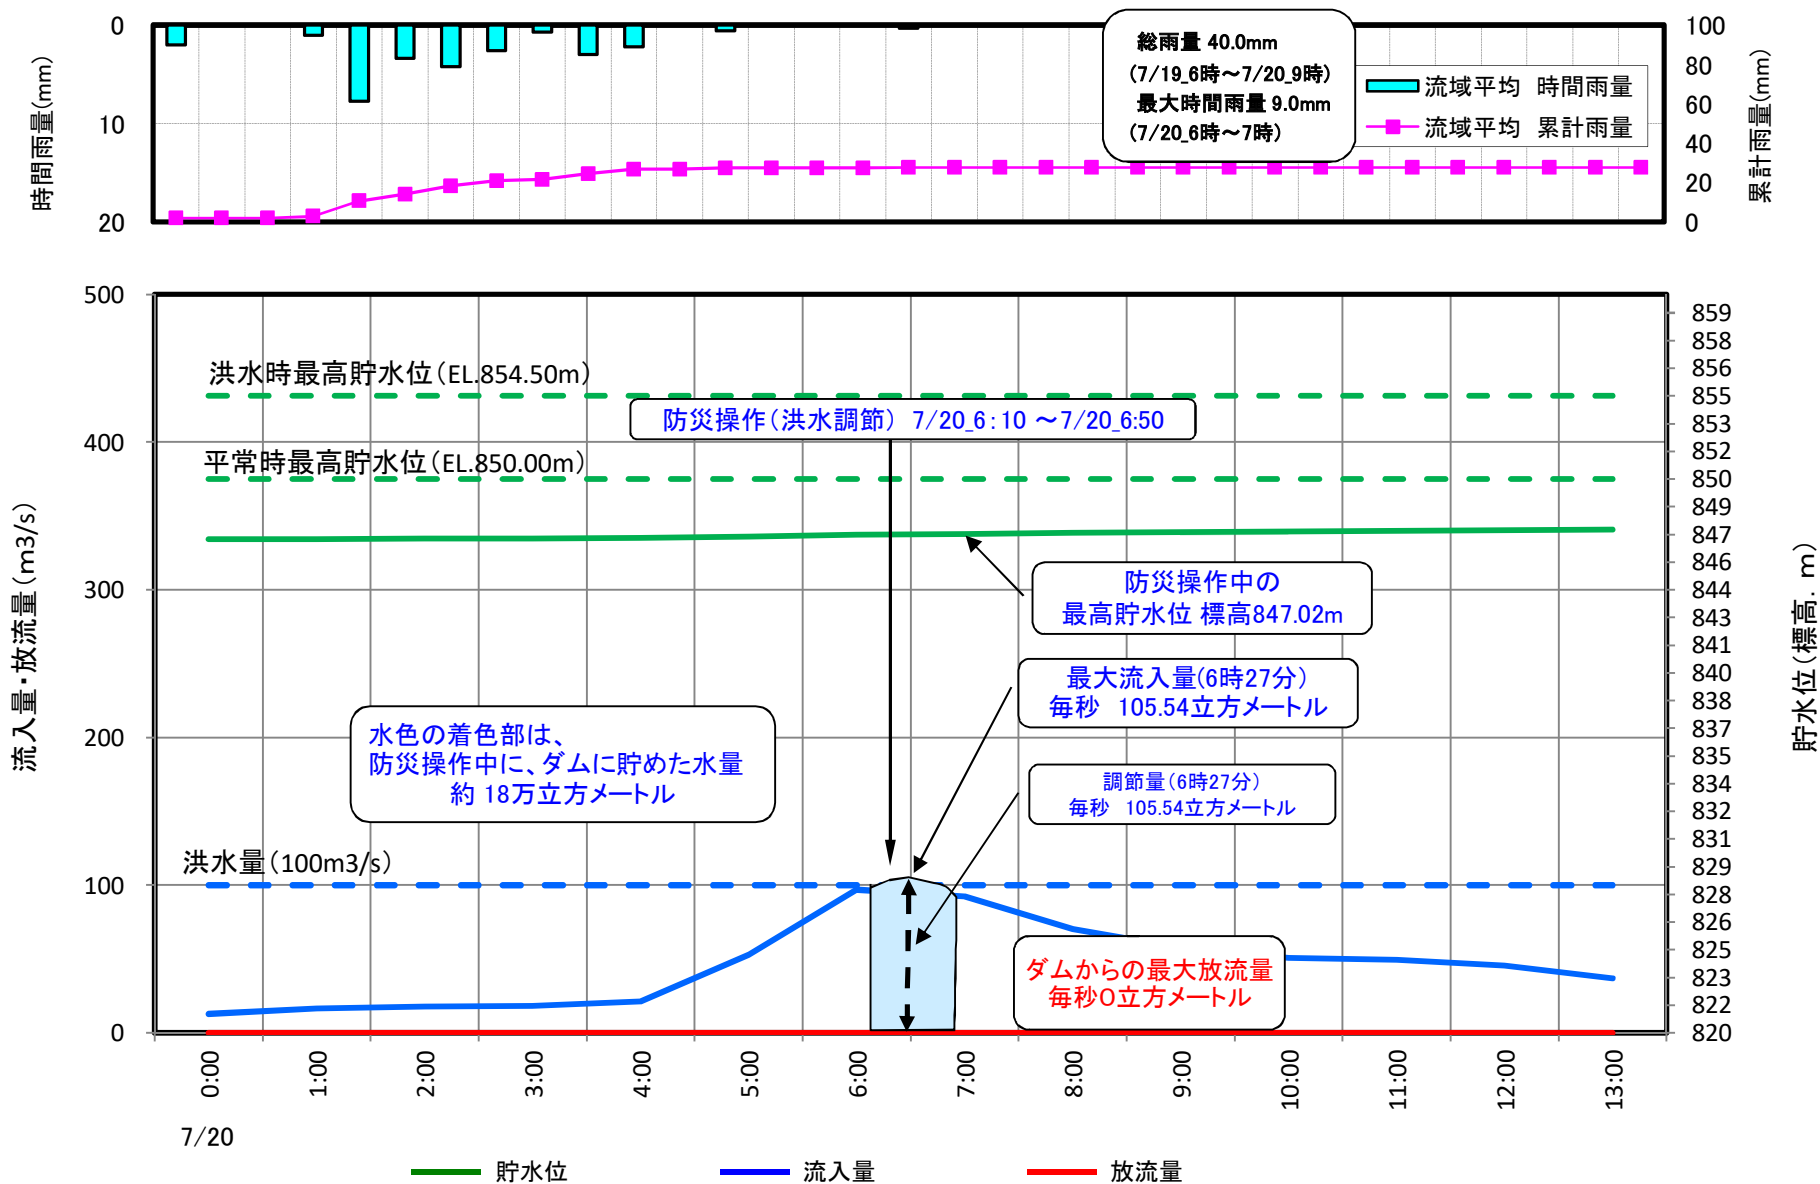 0
10
20
時間雨量(mm)
総雨量 40.0mm
(7/19_6時～7/20_9時)
最大時間雨量 9.0mm
(7/20_6時～7時)
流域平均　時間雨量
流域平均　累計雨量
100
80
60
40
20
0
累計雨量(mm)
500
400
300
200
100
0
流入量・放流量(m3/s)
洪水時最高貯水位(EL.854.50m)
防災操作(洪水調節)　7/20_6:10 ～7/20_6:50
平常時最高貯水位(EL.850.00m)
防災操作中の
最高貯水位 標高847.02m
最大流入量(6時27分)
毎秒　105.54立方メートル
水色の着色部は、
防災操作中に、ダムに貯めた水量
約 18万立方メートル
調節量(6時27分)
毎秒　105.54立方メートル
洪水量(100m3/s)
ダムからの最大放流量
毎秒0立方メートル
859
858
856
855
853
852
850
849
847
846
844
843
841
840
838
837
835
834
832
831
829
828
826
825
823
822
820
貯水位(標高. m)
0:00
1:00
2:00
3:00
4:00
5:00
6:00
7:00
8:00
9:00
10:00
11:00
12:00
13:00
7/20
貯水位
流入量
放流量